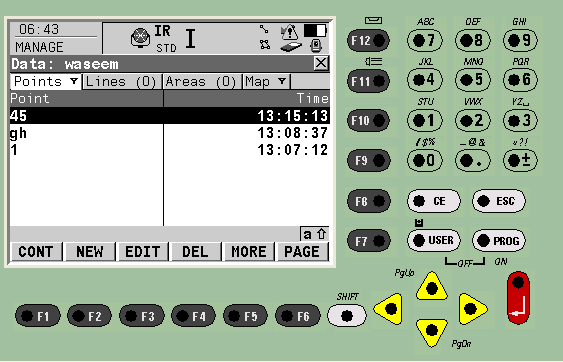 06:43
MANAGE
IR
STD
I
Data: waseem
Points Lines (0) Areas (0) Map
Point Time
45 13:15:13
gh 13:08:37
1 13:07:12
a
CONT NEW EDIT DEL MORE PAGE
F1 F2 F3 F4 F5 F6
SHIFT
ABC DEF GHI
F12 7 8 9
JKL MNO PQR
F11 4 5 6
STU VWX YZ
F10 1 2 3
/$% _@& «?!
F9 0 . ±
F8 CE ESC
F7 USER PROG
OFF ON
PgUp
PgDn